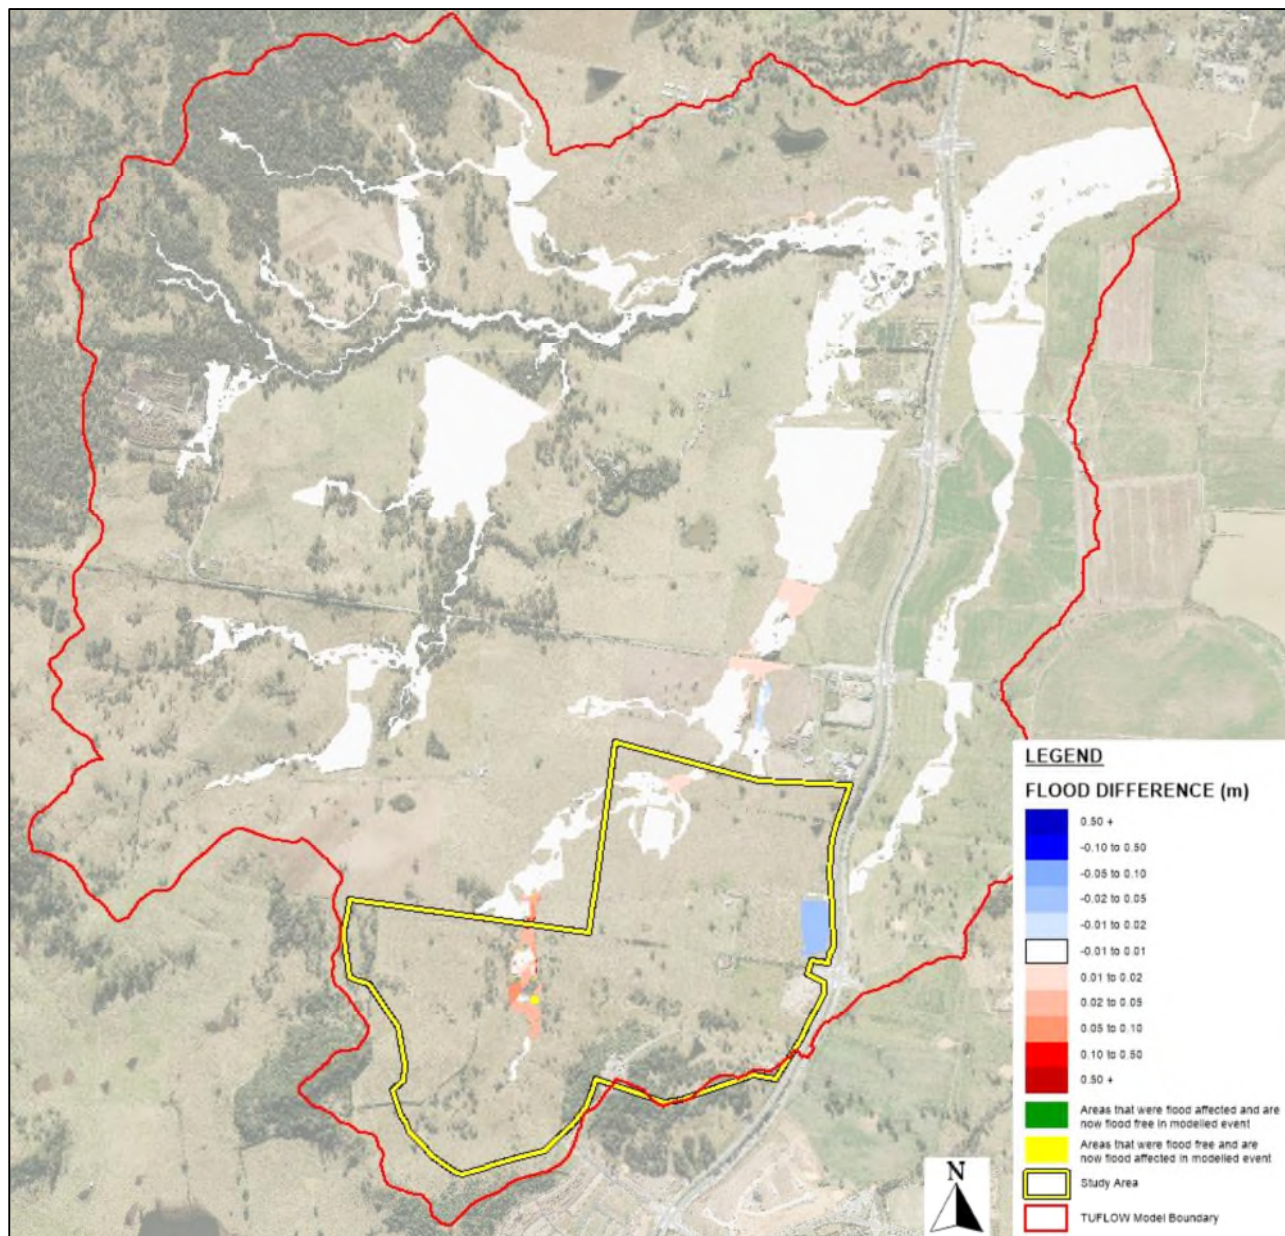 LEGEND
FLOOD DIFFERENCE (m)
0.50 +
-0.10 to 0.50
-0.05 to 0.10
-0.02 to 0.05
-0.01 to 0.02
-0.01 to 0.01
0.01 to 0.02
0.02 to 0.05
0.05 to 0.10
0.10 to 0.50
0.50 +
Areas that were flood affected and are
now flood free in modelled event
Areas that were flood free and are
now flood affected in modelled event
Study Area
TUFLOW Model Boundary
N